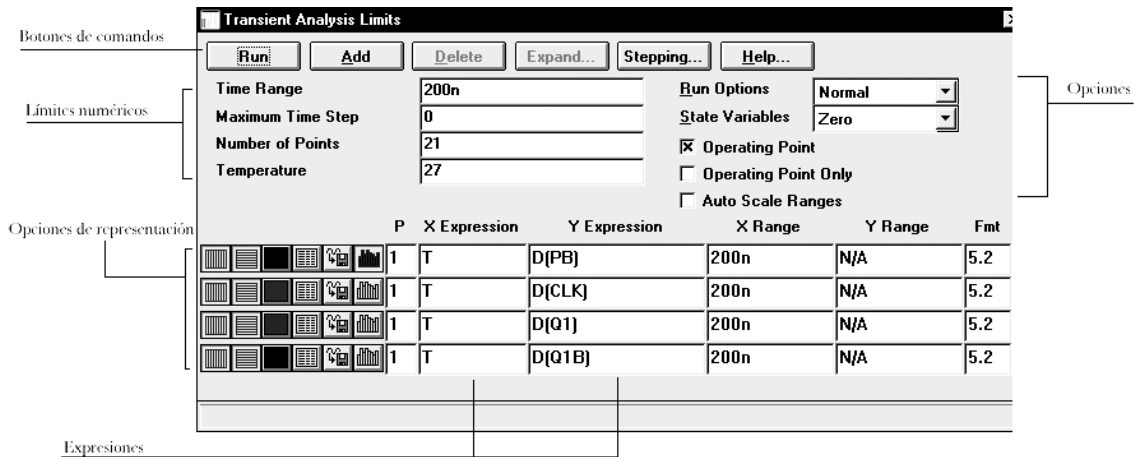 Transient Analysis Limits
Botones de comandos
Run Add Delete Expand... Stepping... Help...
Límites numéricos
Opciones
Time Range 200n Run Options Normal
Maximum Time Step 0 State Variables Zero
Number of Points 21 Operating Point
Temperature 27 Operating Point Only
Auto Scale Ranges
Opciones de representación
P X Expression Y Expression X Range Y Range Fmt
1 T D(PB) 200n N/A 5.2
1 T D(CLK) 200n N/A 5.2
1 T D(Q1) 200n N/A 5.2
1 T D(Q1B) 200n N/A 5.2
Expresiones